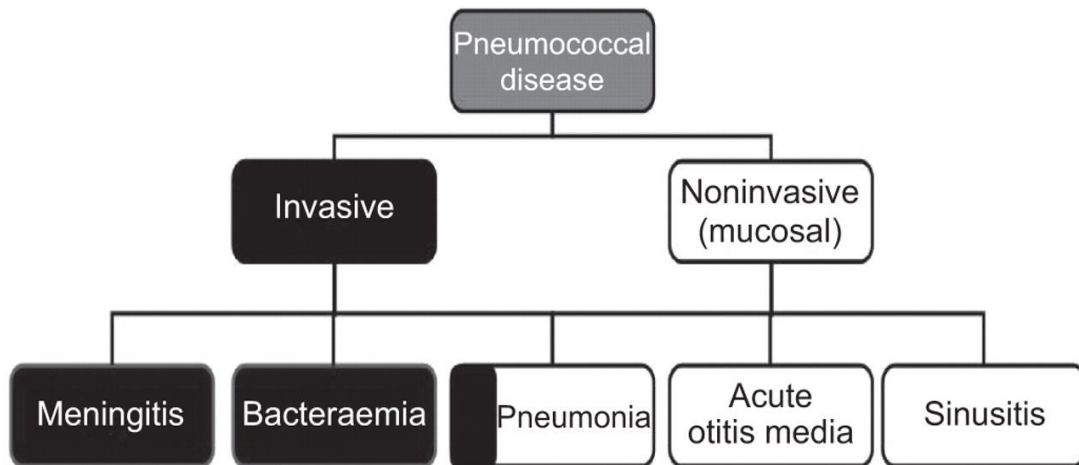 Pneumococcal
disease
Invasive
Noninvasive
(mucosal)
Meningitis
Bacteraemia
Pneumonia
Acute
otitis media
Sinusitis